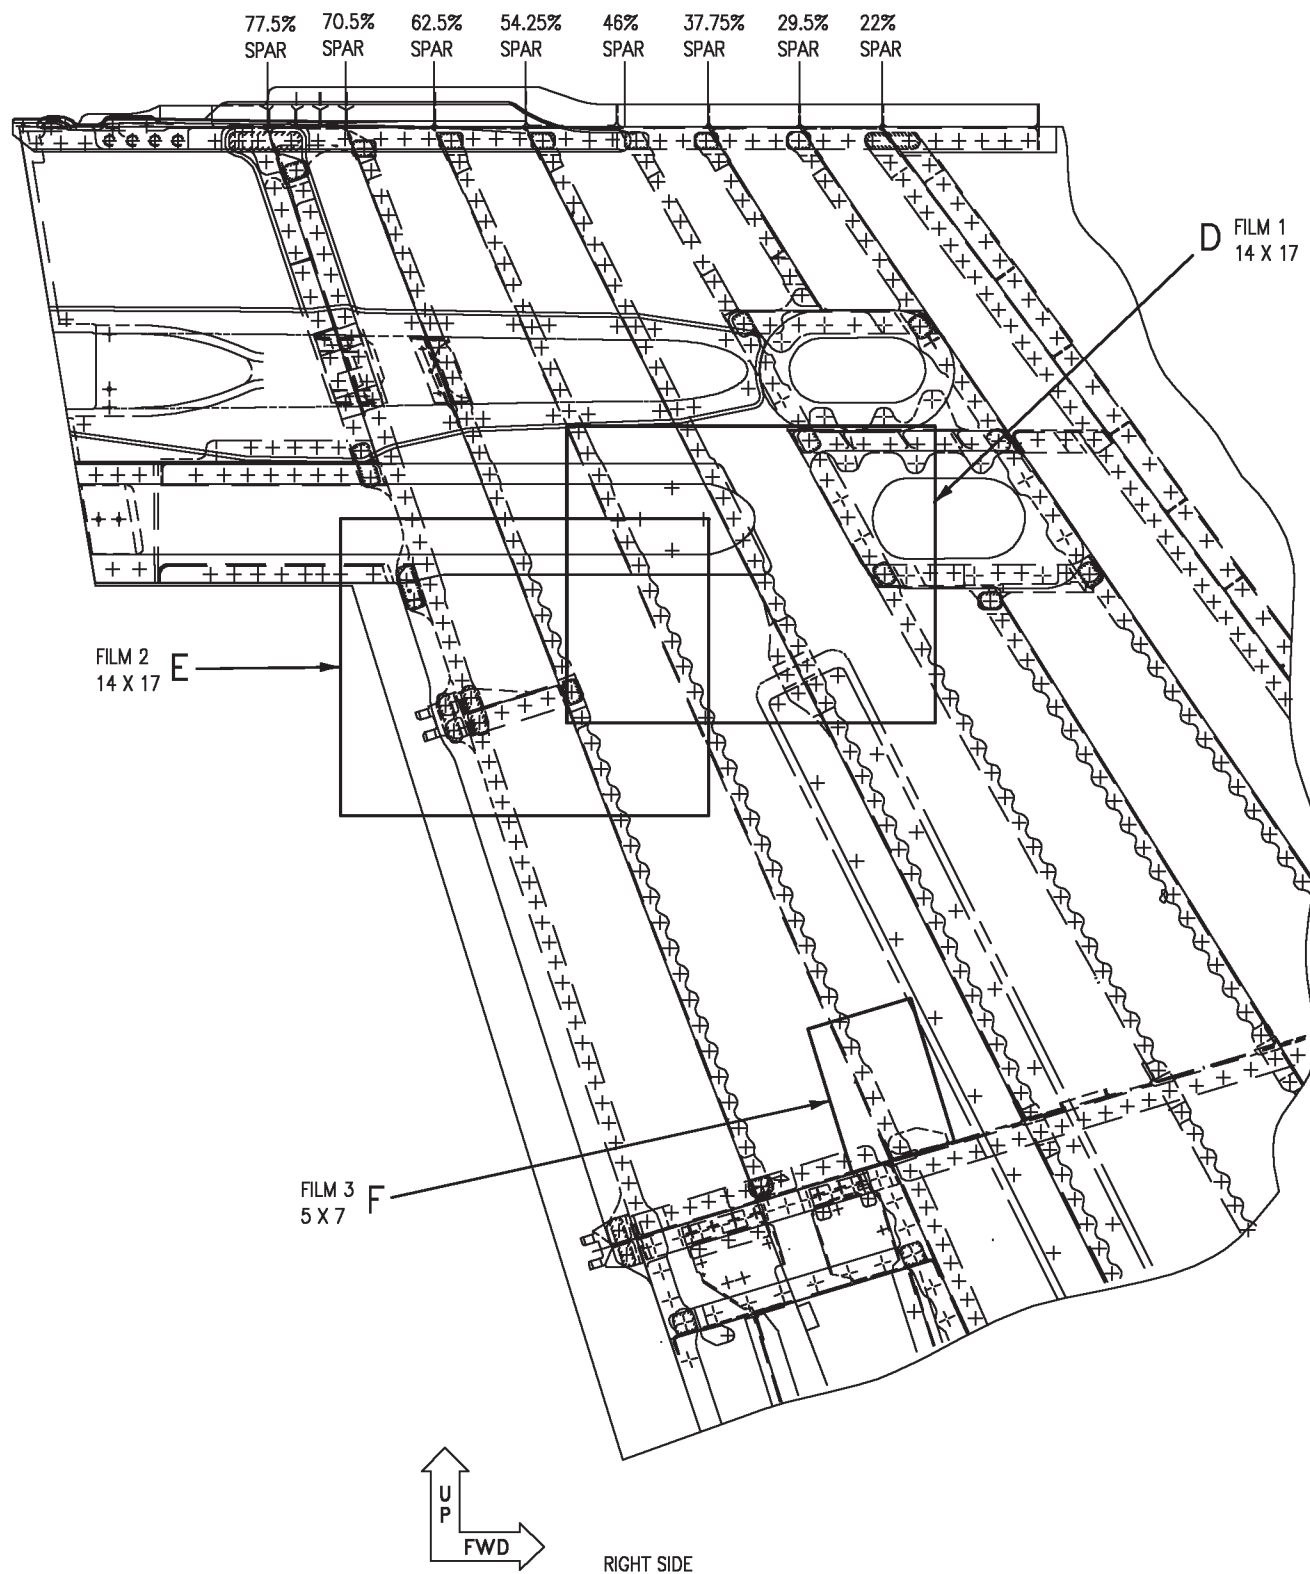 77.5%
SPAR
70.5%
SPAR
62.5%
SPAR
54.25%
SPAR
46%
SPAR
37.75%
SPAR
29.5%
SPAR
22%
SPAR
D
FILM 1
14 X 17
FILM 2
14 X 17
E
FILM 3
5 X 7
F
UP
FWD
RIGHT SIDE